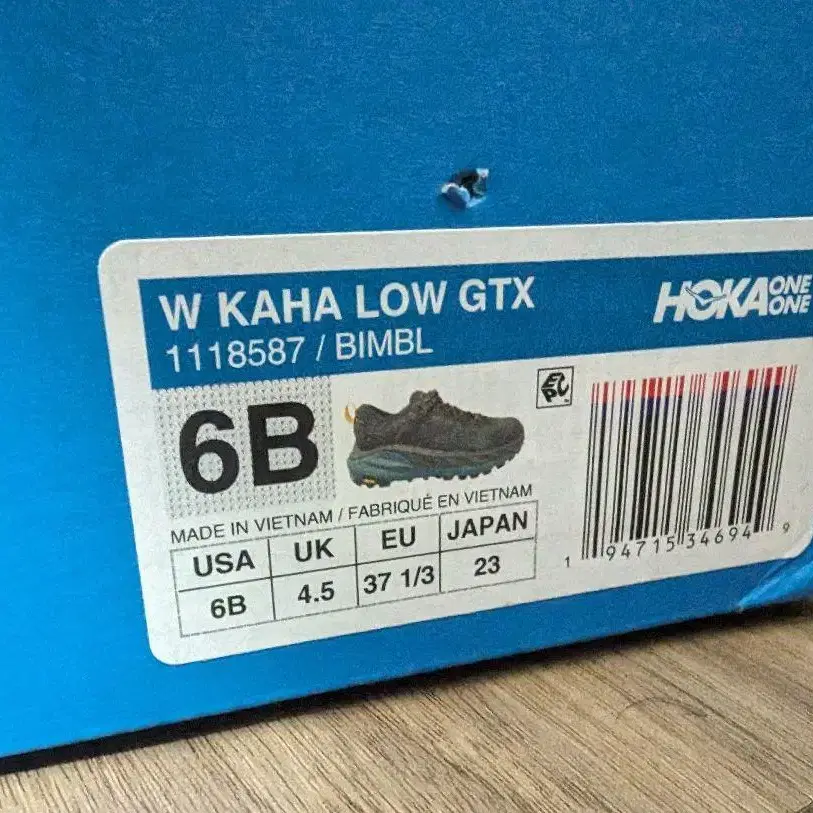 W KAHA LOW GTX
1118587 / BIMBL
HOKA ONE ONE
6B
MADE IN VIETNAM / FABRIQUÉ EN VIETNAM
USA UK EU JAPAN
6B 4.5 37 1/3 23
1 94715 34694 9